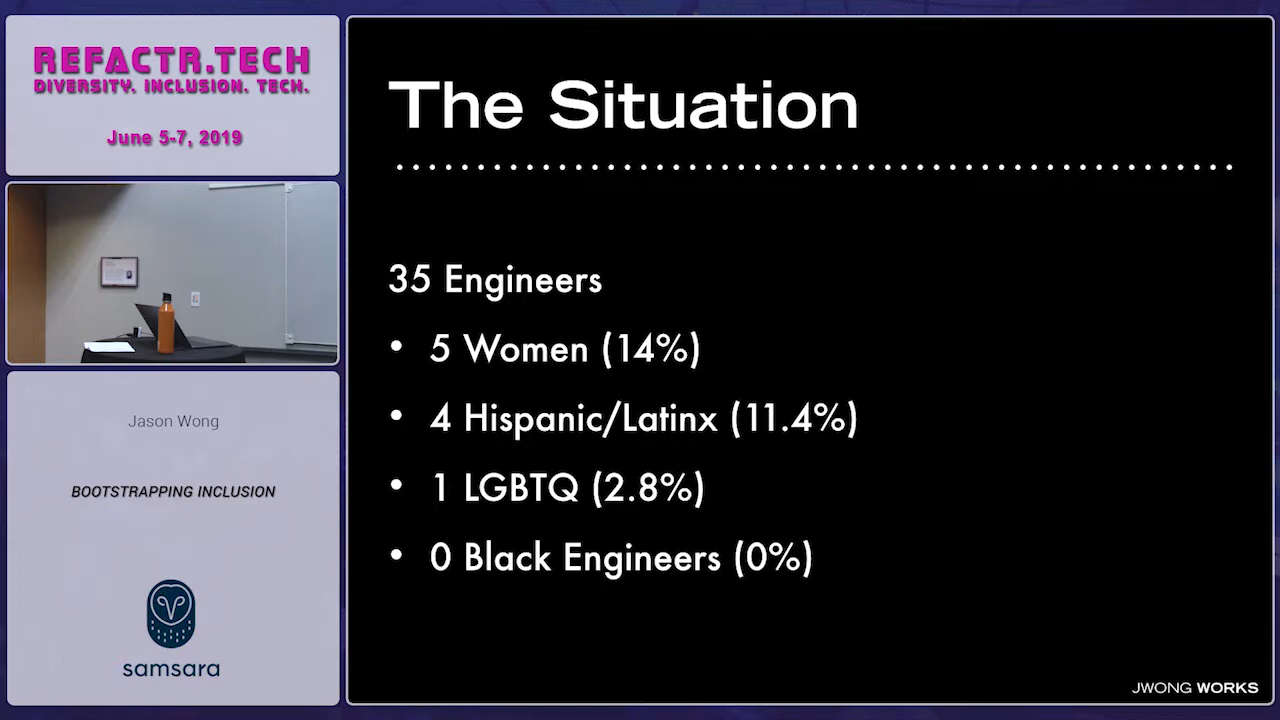 REFACTR.TECH
DIVERSITY. INCLUSION. TECH.
June 5-7, 2019
Jason Wong
BOOTSTRAPPING INCLUSION
samsara
The Situation
35 Engineers
• 5 Women (14%)
• 4 Hispanic/Latinx (11.4%)
• 1 LGBTQ (2.8%)
• 0 Black Engineers (0%)
JWONG WORKS